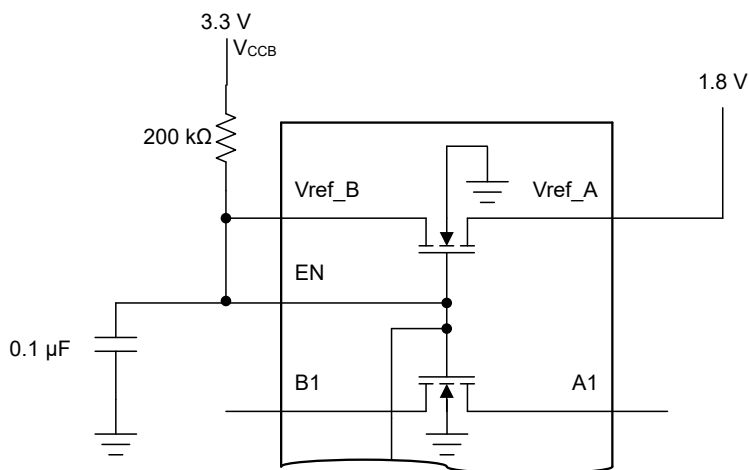 3.3 V
VCCB
1.8 V
200 kΩ
Vref_B
Vref_A
EN
0.1 µF
B1
A1